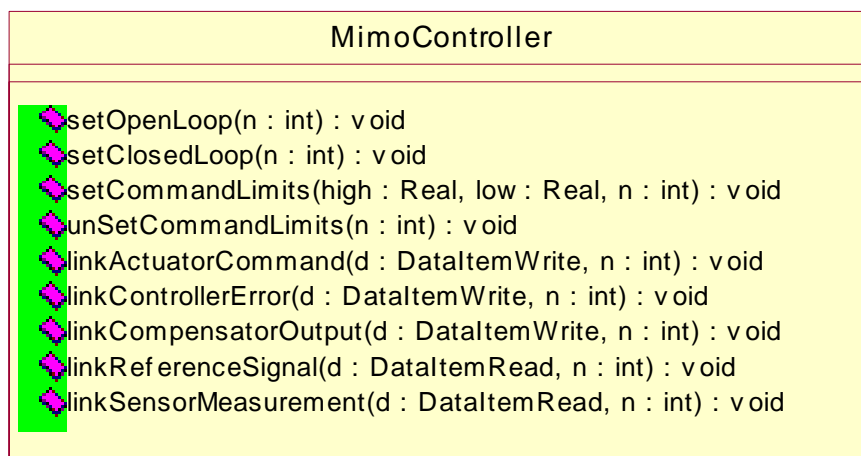 MimoController
setOpenLoop(n : int) : void
setClosedLoop(n : int) : void
setCommandLimits(high : Real, low : Real, n : int) : void
unSetCommandLimits(n : int) : void
linkActuatorCommand(d : DataItemWrite, n : int) : void
linkControllerError(d : DataItemWrite, n : int) : void
linkCompensatorOutput(d : DataItemWrite, n : int) : void
linkReferenceSignal(d : DataItemRead, n : int) : void
linkSensorMeasurement(d : DataItemRead, n : int) : void